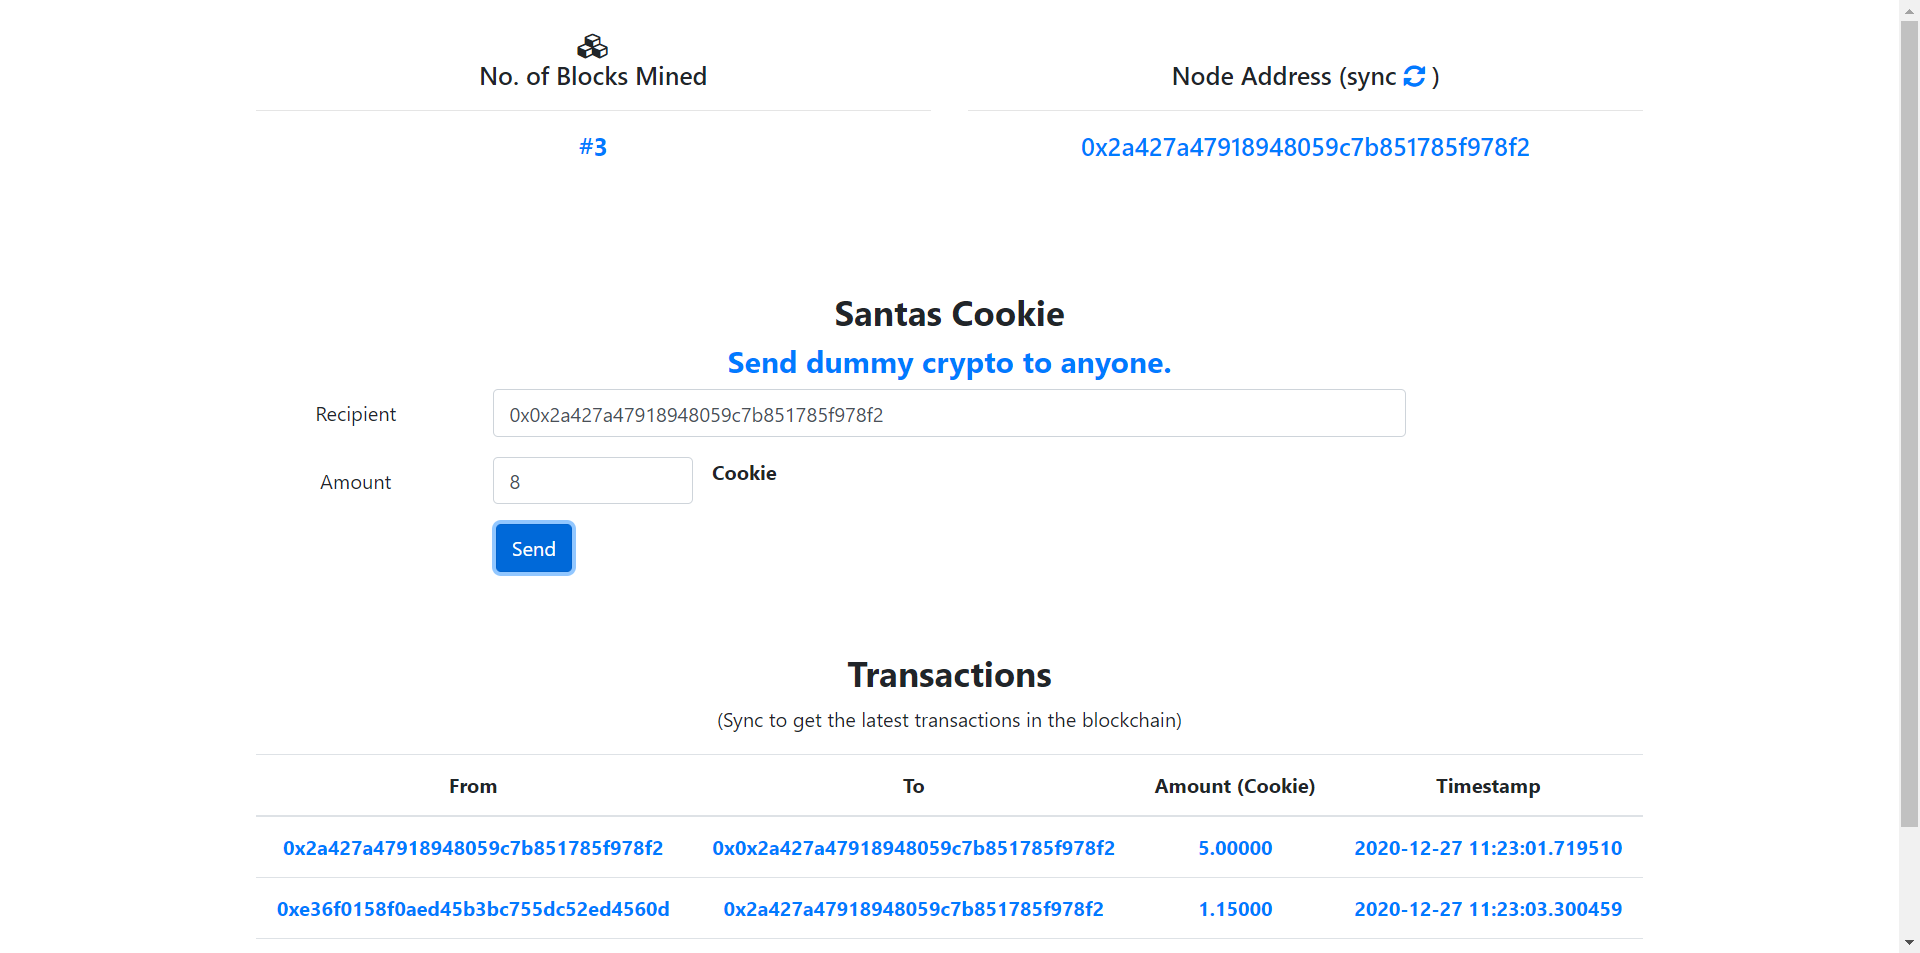 No. of Blocks Mined
Node Address (sync )
#3
0x2a427a47918948059c7b851785f978f2
Santas Cookie
Send dummy crypto to anyone.
Recipient
0x0x2a427a47918948059c7b851785f978f2
Amount
8
Cookie
Send
Transactions
(Sync to get the latest transactions in the blockchain)
From To Amount (Cookie) Timestamp
0x2a427a47918948059c7b851785f978f2 0x0x2a427a47918948059c7b851785f978f2 5.00000 2020-12-27 11:23:01.719510
0xe36f0158f0aed45b3bc755dc52ed4560d 0x2a427a47918948059c7b851785f978f2 1.15000 2020-12-27 11:23:03.300459